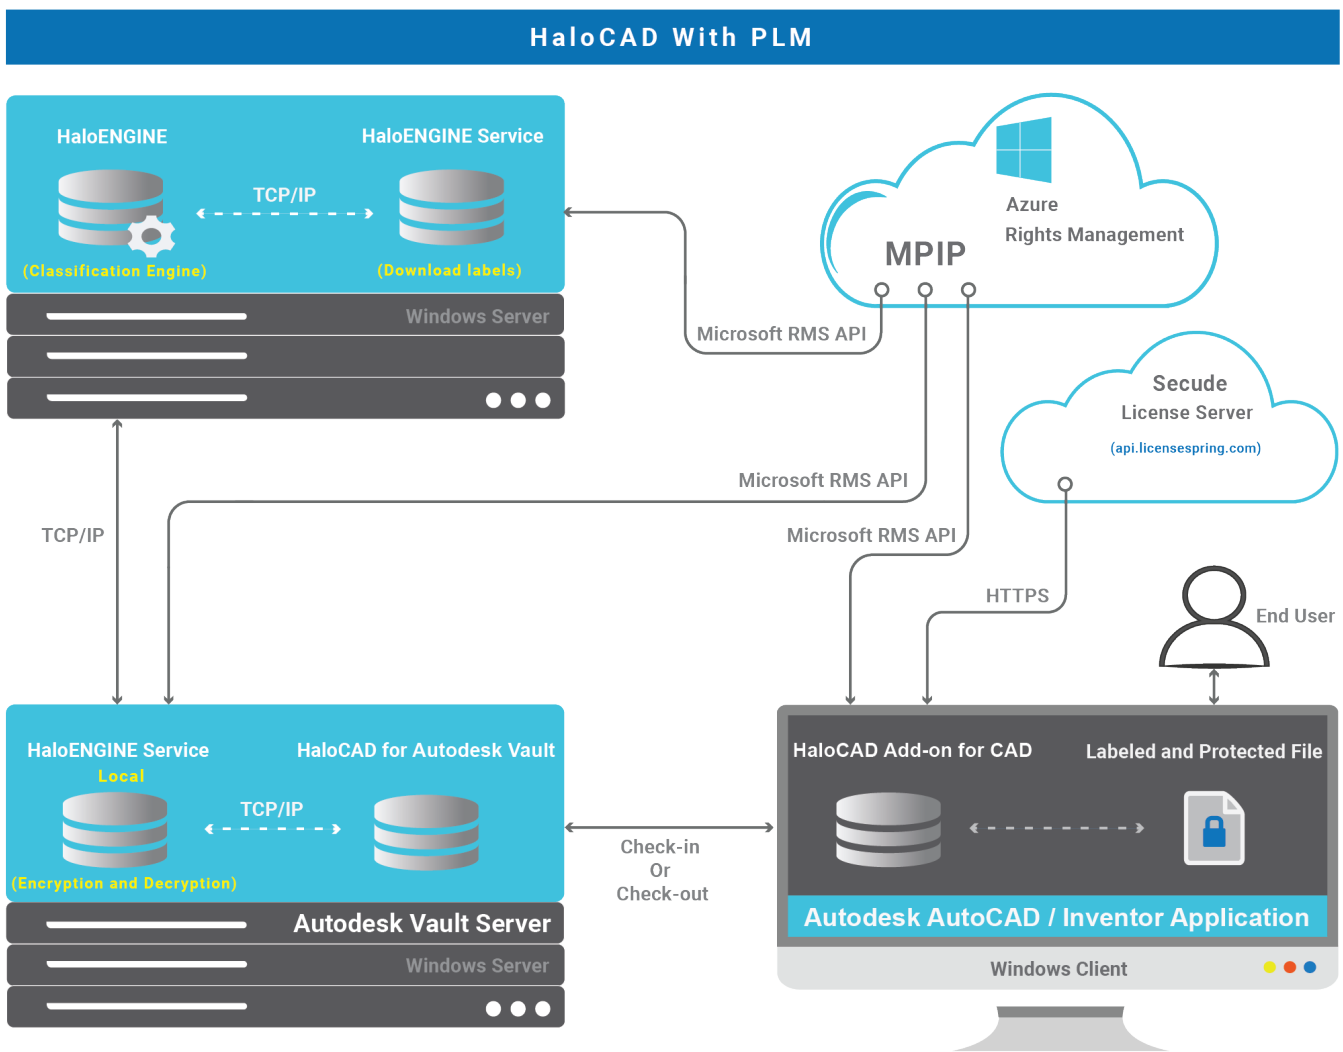 HaloCAD With PLM
HaloENGINE
HaloENGINE Service
TCP/IP
(Classification Engine)
(Download labels)
Windows Server
Azure
Rights Management
MPIP
Microsoft RMS API
Secude
License Server
(api.licensespring.com)
Microsoft RMS API
TCP/IP
Microsoft RMS API
HTTPS
End User
HaloENGINE Service
Local
HaloCAD for Autodesk Vault
TCP/IP
(Encryption and Decryption)
Autodesk Vault Server
Windows Server
Check-in
Or
Check-out
HaloCAD Add-on for CAD
Labeled and Protected File
Autodesk AutoCAD / Inventor Application
Windows Client